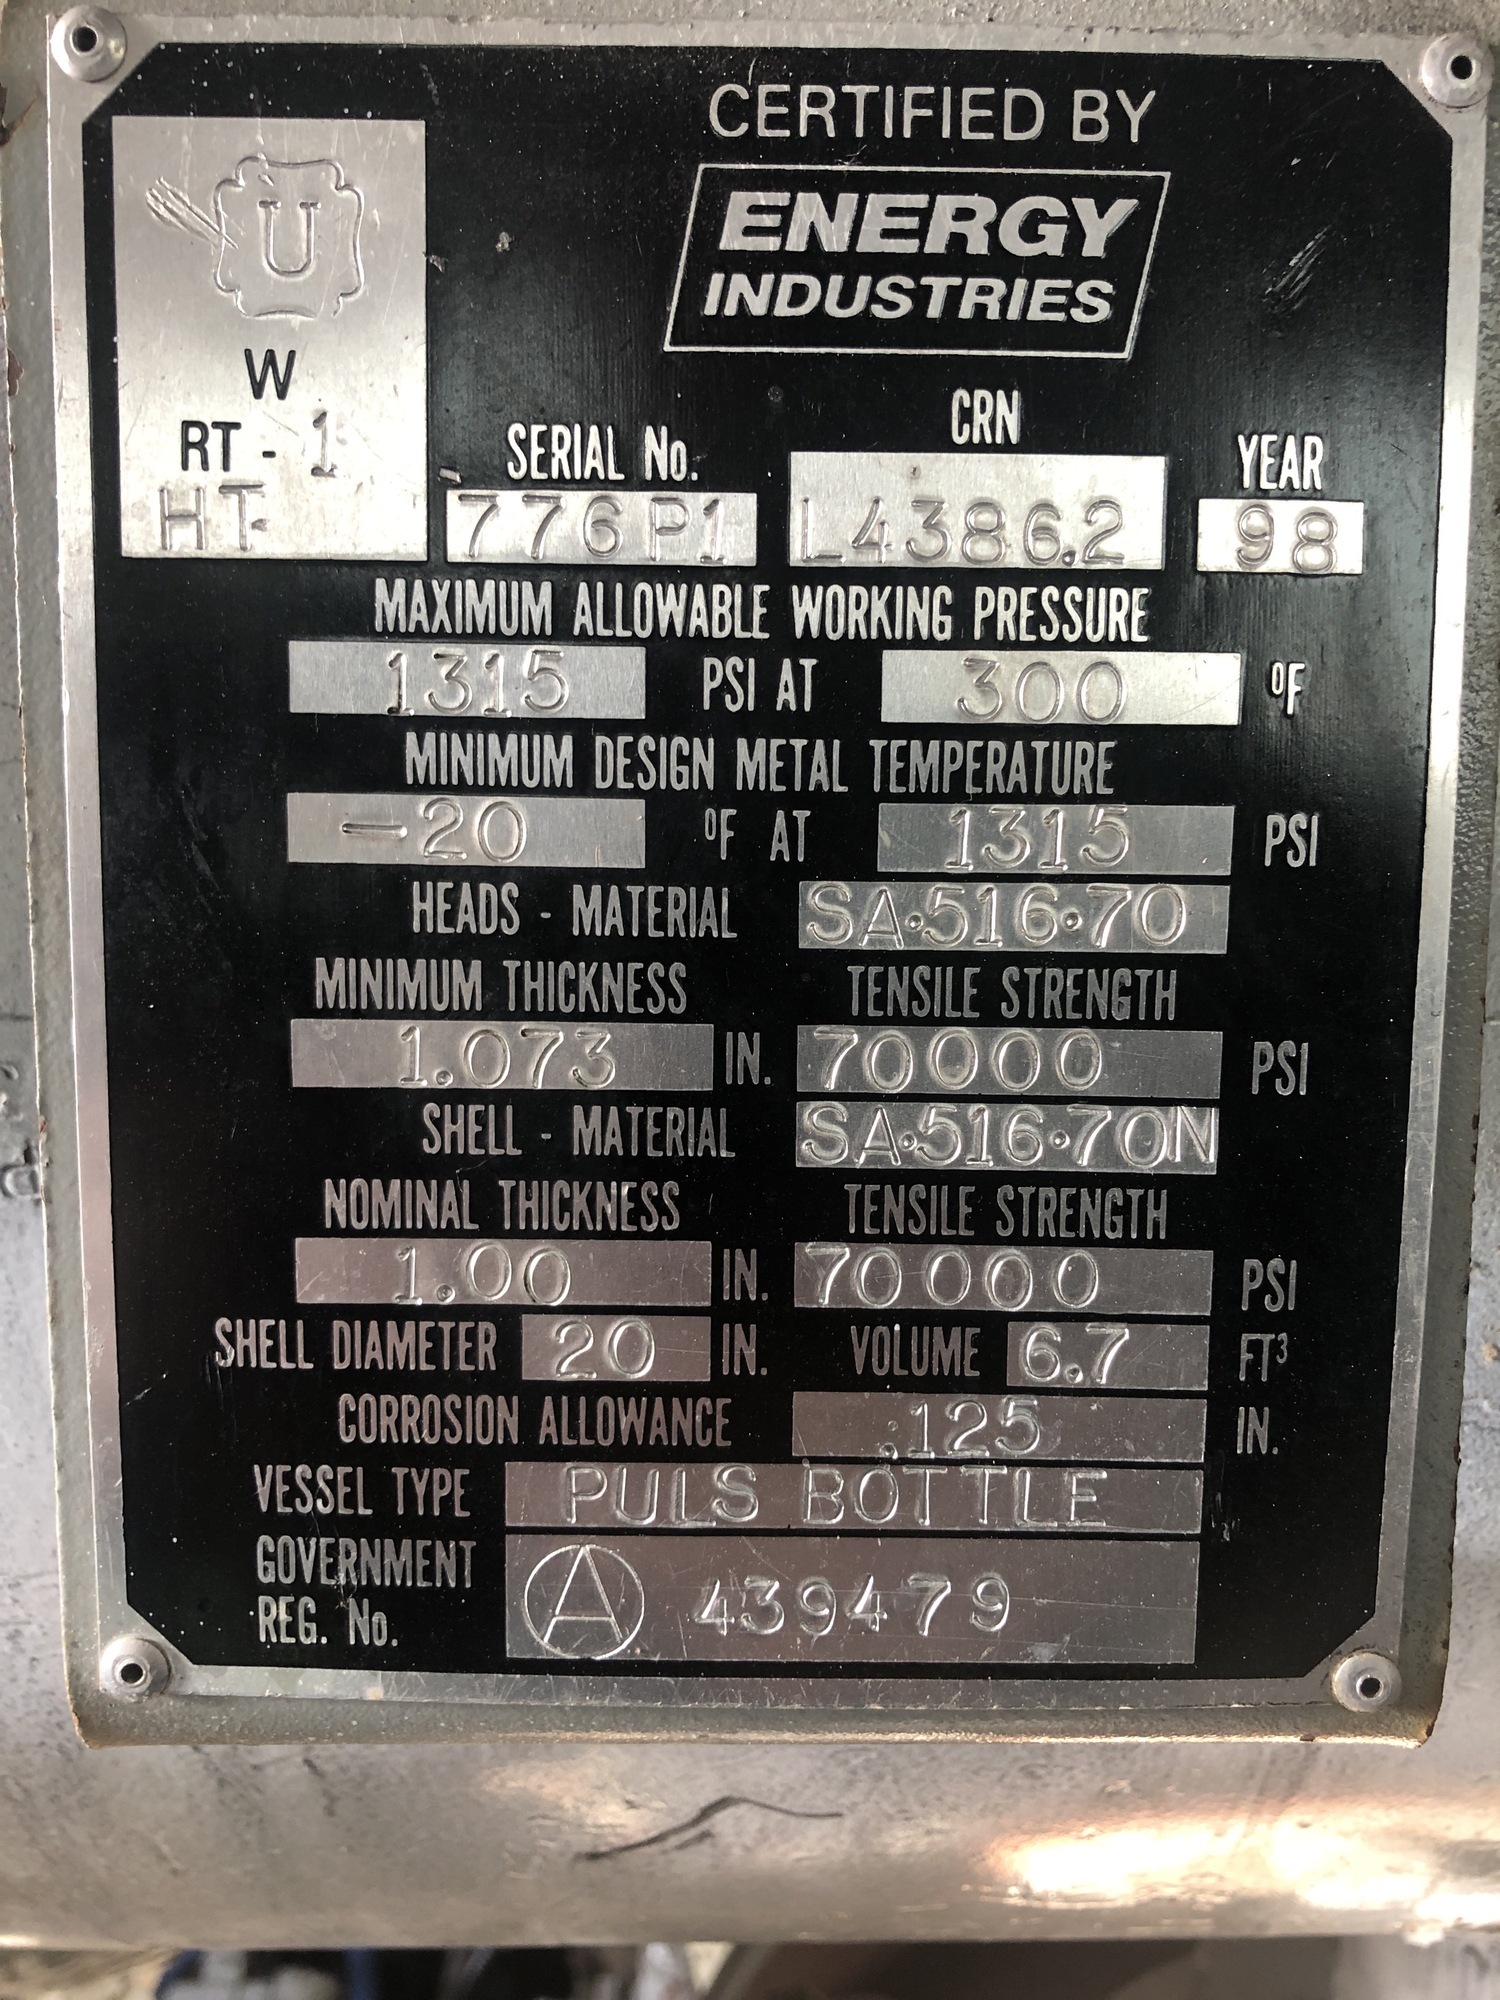 CERTIFIED BY
ENERGY
INDUSTRIES
U
W
RT - 1
HT
SERIAL No. 776P1
CRN L4386.2
YEAR 98
MAXIMUM ALLOWABLE WORKING PRESSURE
1315 PSI AT 300 ºF
MINIMUM DESIGN METAL TEMPERATURE
-20 ºF AT 1315 PSI
HEADS - MATERIAL SA·516·70
MINIMUM THICKNESS TENSILE STRENGTH
1.073 IN. 70000 PSI
SHELL - MATERIAL SA·516·70N
NOMINAL THICKNESS TENSILE STRENGTH
1.00 IN. 70000 PSI
SHELL DIAMETER 20 IN. VOLUME 6.7 FT³
CORROSION ALLOWANCE .125 IN.
VESSEL TYPE PULS BOTTLE
GOVERNMENT
REG. No. A 439479